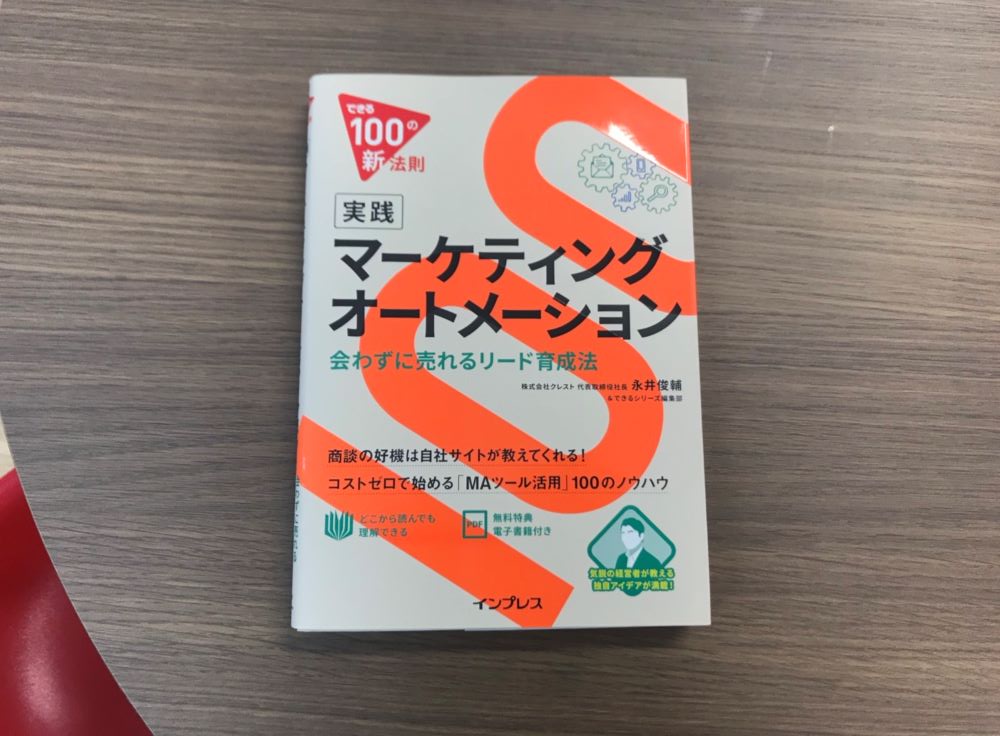 できる
100の
新法則
実践
マーケティング
オートメーション
会わずに売れるリード育成法
株式会社クレスト 代表取締役社長 永井俊輔
&できるシリーズ編集部
商談の好機は自社サイトが教えてくれる!
コストゼロで始める「MAツール活用」100のノウハウ
どこから読んでも
理解できる
PDF
無料特典
電子書籍付き
気鋭の経営者が教える
独自アイデアが満載!
インプレス
会わずに売れる